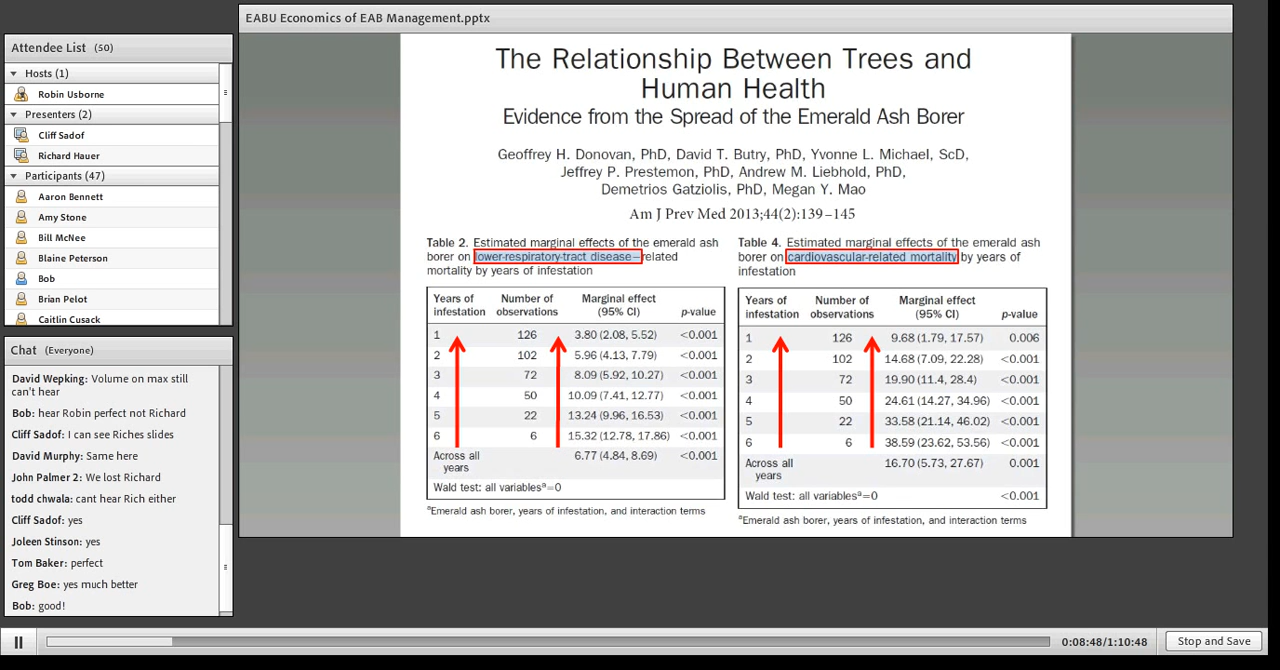 EABU Economics of EAB Management.pptx
Attendee List (50)
Hosts (1)
Robin Usborne
Presenters (2)
Cliff Sadof
Richard Hauer
Participants (47)
Aaron Bennett
Amy Stone
Bill McNee
Blaine Peterson
Bob
Brian Pelot
Caitlin Cusack
Chat (Everyone)
David Wepking: Volume on max still
can't hear
Bob: hear Robin perfect not Richard
Cliff Sadof: I can see Riches slides
David Murphy: Same here
John Palmer 2: We lost Richard
todd chwala: cant hear Rich either
Cliff Sadof: yes
Joleen Stinson: yes
Tom Baker: perfect
Greg Boe: yes much better
Bob: good!
The Relationship Between Trees and
Human Health
Evidence from the Spread of the Emerald Ash Borer
Geoffrey H. Donovan, PhD, David T. Butry, PhD, Yvonne L. Michael, ScD,
Jeffrey P. Prestemon, PhD, Andrew M. Liebhold, PhD,
Demetrios Gatziolis, PhD, Megan Y. Mao
Am J Prev Med 2013;44(2):139–145
Table 2. Estimated marginal effects of the emerald ash
borer on lower-respiratory-tract disease–related
mortality by years of infestation
Years of infestation Number of observations Marginal effect (95% CI) p-value
1 126 3.80 (2.08, 5.52) <0.001
2 102 5.96 (4.13, 7.79) <0.001
3 72 8.09 (5.92, 10.27) <0.001
4 50 10.09 (7.41, 12.77) <0.001
5 22 13.24 (9.96, 16.53) <0.001
6 6 15.32 (12.78, 17.86) <0.001
Across all years 6.77 (4.84, 8.69) <0.001
Wald test: all variablesᵃ=0
ᵃEmerald ash borer, years of infestation, and interaction terms
Table 4. Estimated marginal effects of the emerald ash
borer on cardiovascular-related mortality by years of
infestation
Years of infestation Number of observations Marginal effect (95% CI) p-value
1 126 9.68 (1.79, 17.57) 0.006
2 102 14.68 (7.09, 22.28) <0.001
3 72 19.90 (11.4, 28.4) <0.001
4 50 24.61 (14.27, 34.96) <0.001
5 22 33.58 (21.14, 46.02) <0.001
6 6 38.59 (23.62, 53.56) <0.001
Across all years 16.70 (5.73, 27.67) 0.001
Wald test: all variablesᵃ=0 <0.001
ᵃEmerald ash borer, years of infestation, and interaction terms
0:08:48/1:10:48
Stop and Save